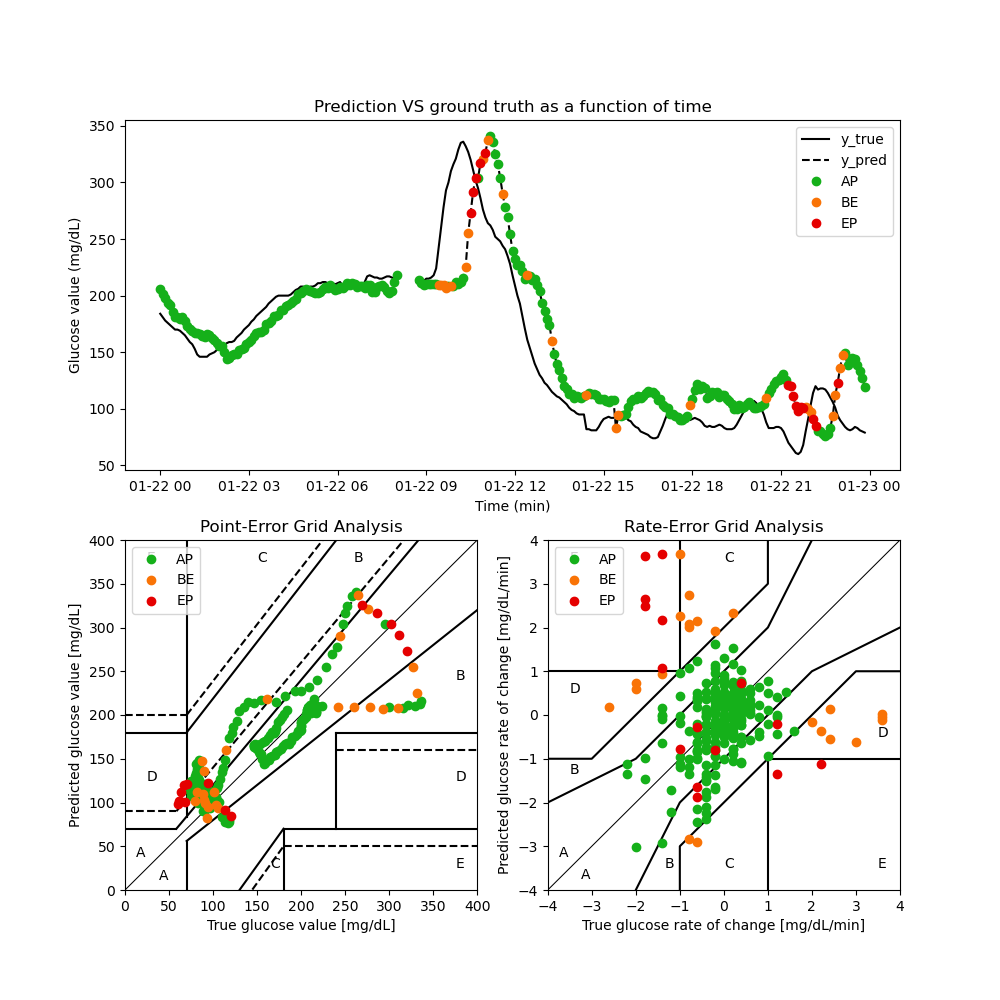 Prediction VS ground truth as a function of time
Glucose value (mg/dL)
350
300
250
200
150
100
50
y_true
y_pred
AP
BE
EP
01-22 00 01-22 03 01-22 06 01-22 09 01-22 12 01-22 15 01-22 18 01-22 21 01-23 00
Time (min)
Point-Error Grid Analysis
Predicted glucose value [mg/dL]
400
350
300
250
200
150
100
50
0
AP
BE
EP
C
B
B
D
D
A
A
C
E
0 50 100 150 200 250 300 350 400
True glucose value [mg/dL]
Rate-Error Grid Analysis
Predicted glucose rate of change [mg/dL/min]
4
3
2
1
0
−1
−2
−3
−4
AP
BE
EP
C
D
D
B
A
A
B
C
E
−4 −3 −2 −1 0 1 2 3 4
True glucose rate of change [mg/dL/min]